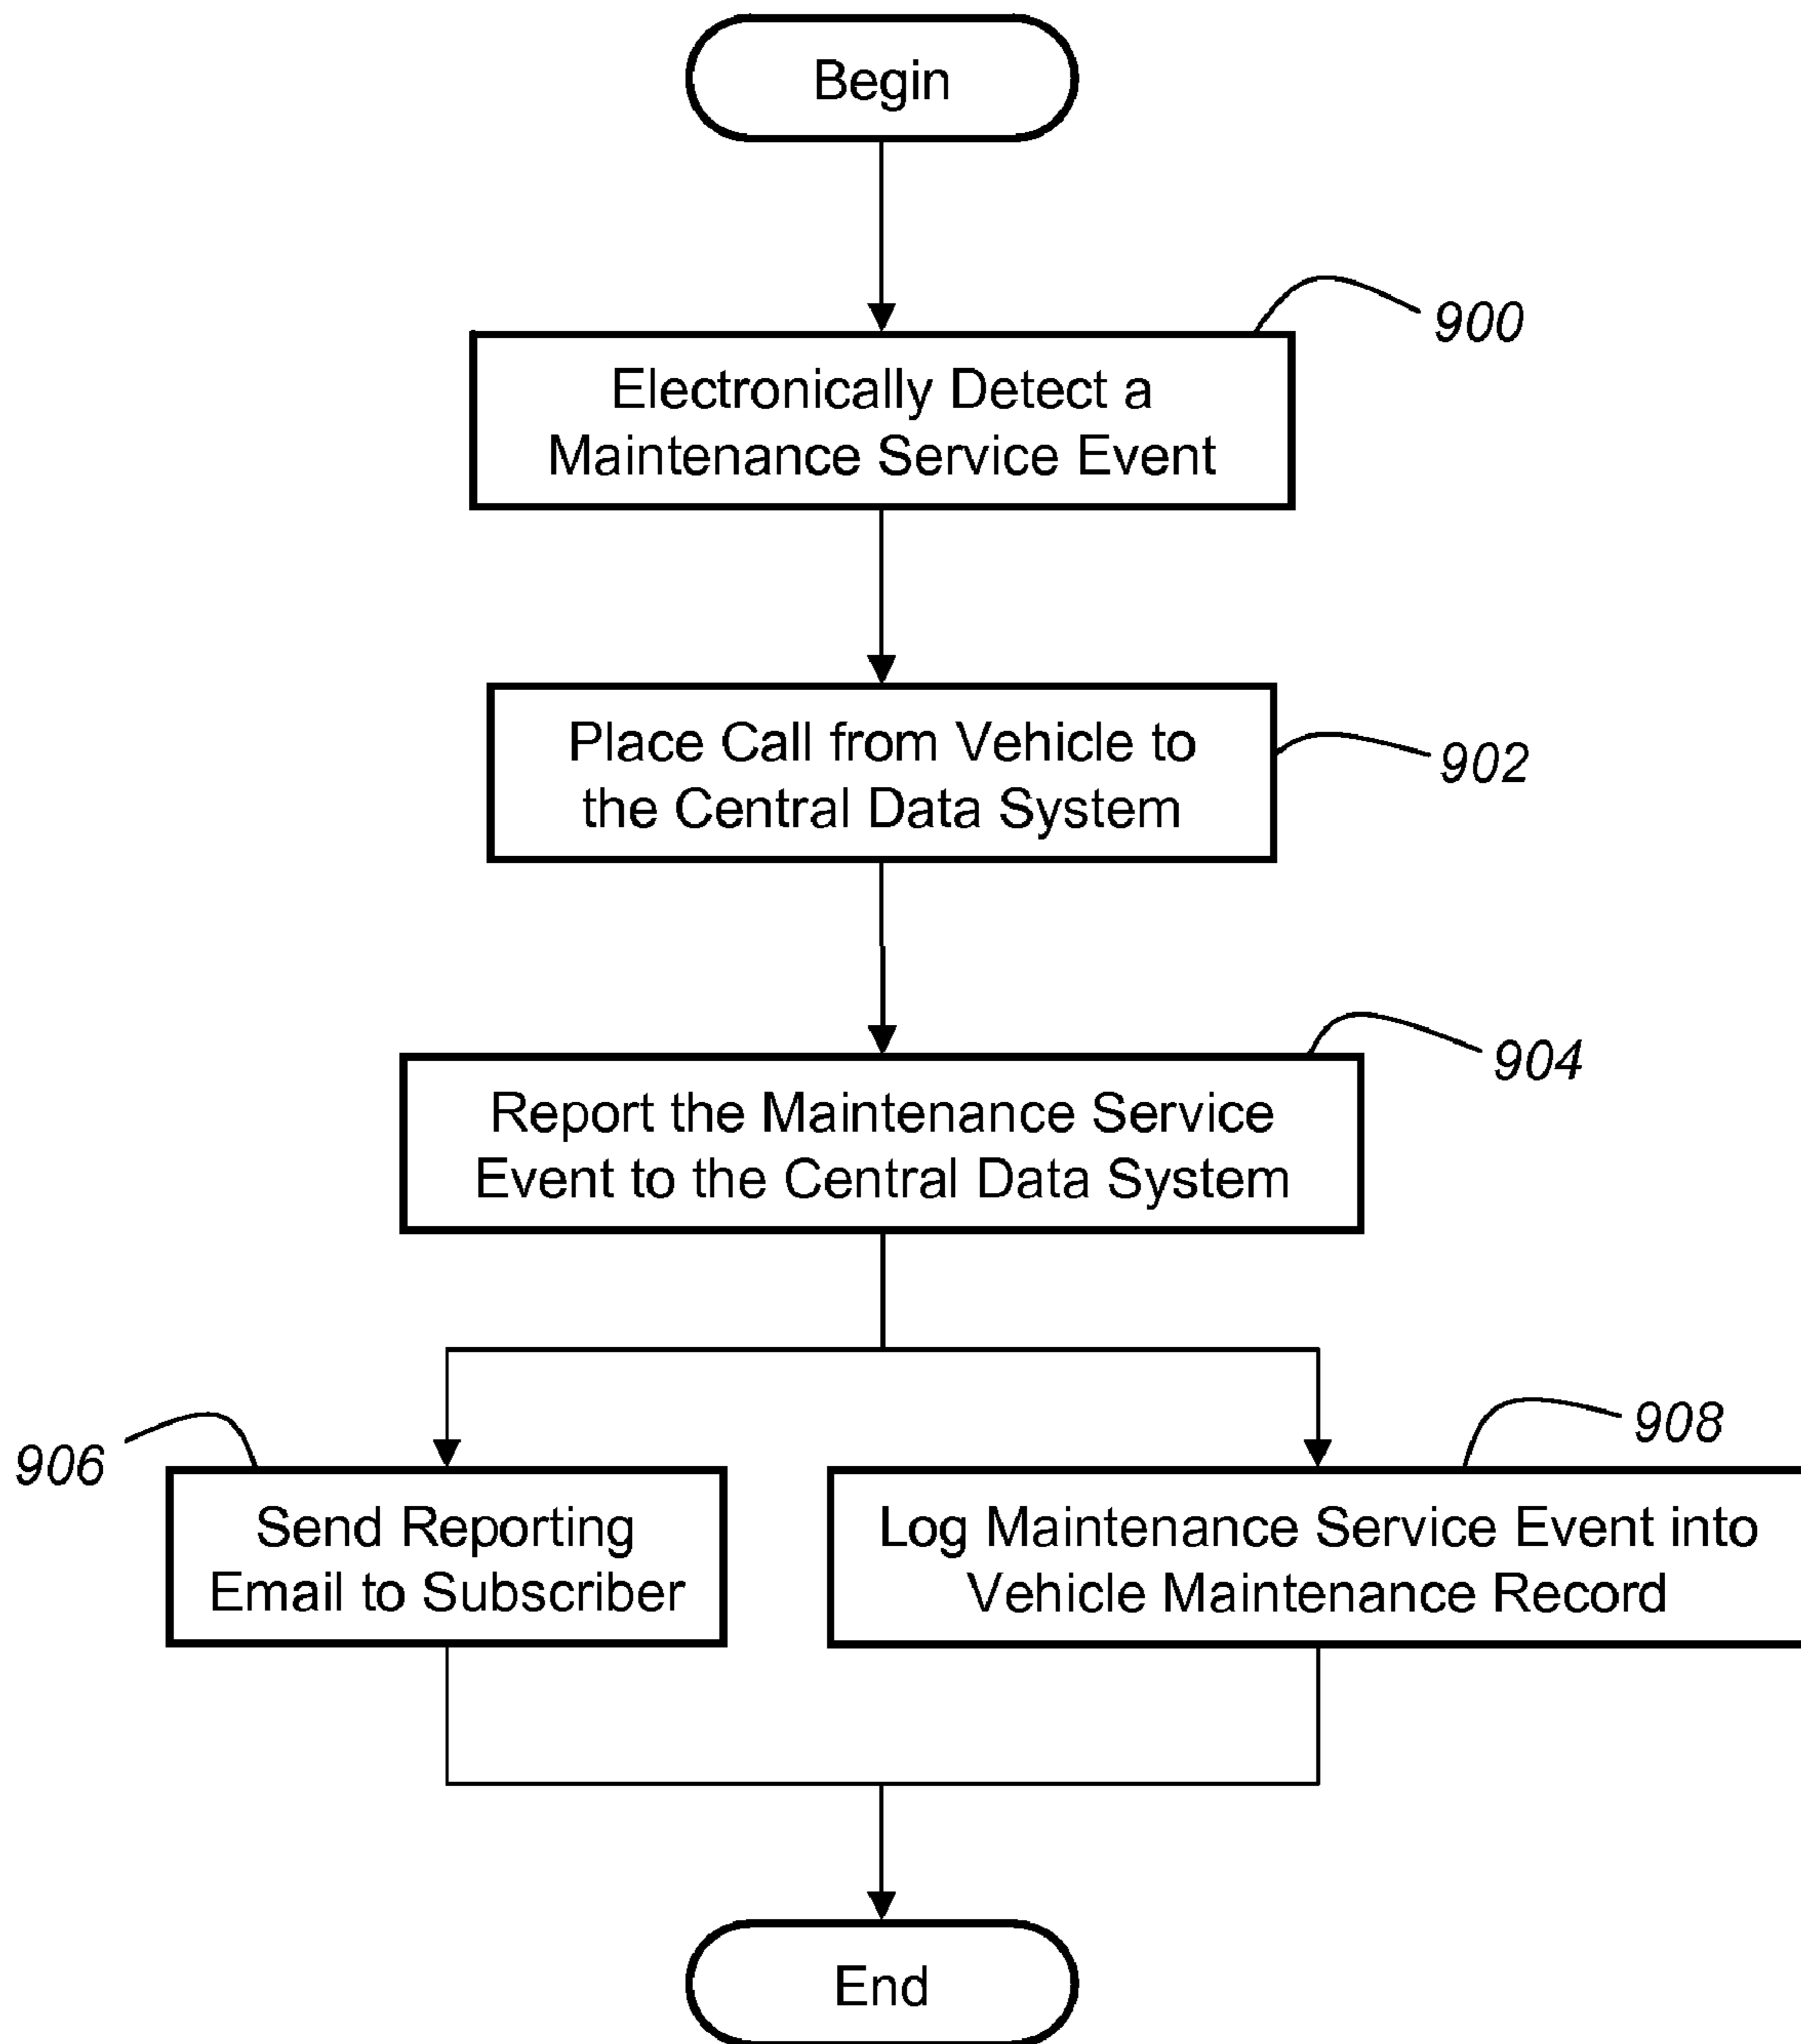 Begin
900
Electronically Detect a
Maintenance Service Event
902
Place Call from Vehicle to
the Central Data System
904
Report the Maintenance Service
Event to the Central Data System
906
Send Reporting
Email to Subscriber
908
Log Maintenance Service Event into
Vehicle Maintenance Record
End